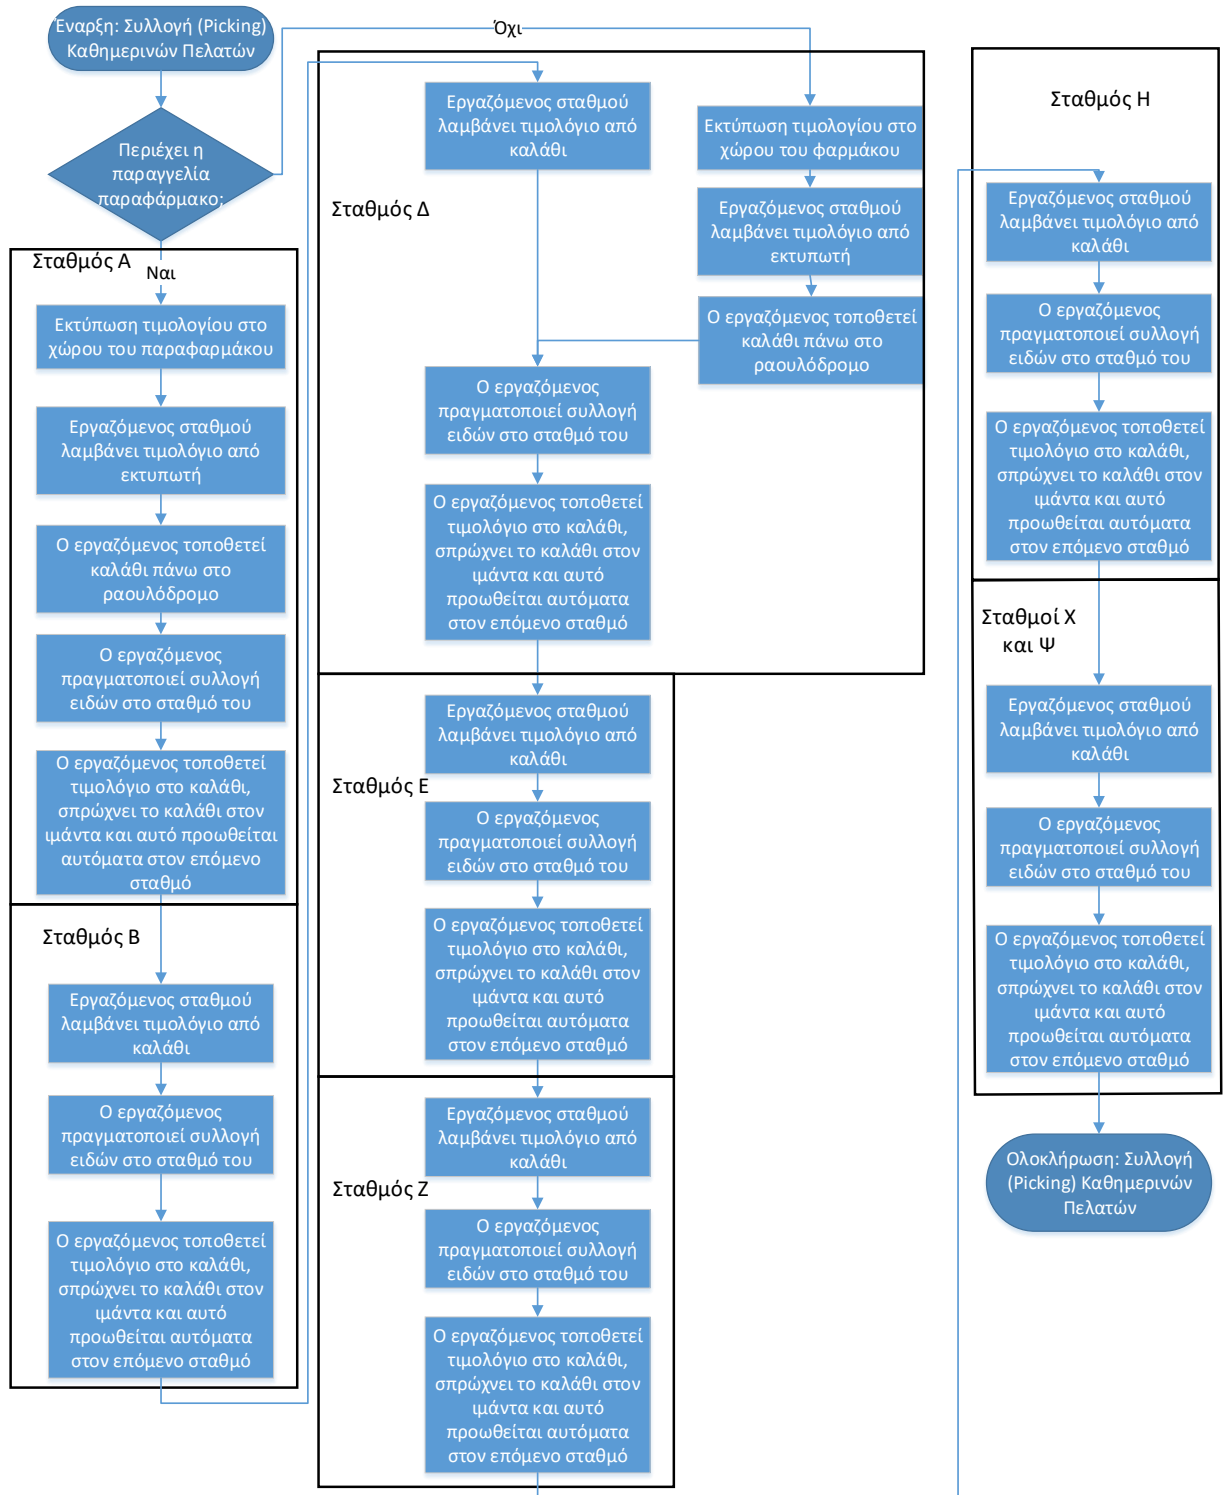 Έναρξη: Συλλογή (Picking)
Καθημερινών Πελατών
Περιέχει η
παραγγελία
παραφάρμακο;
Όχι
Ναι
Σταθμός Α
Εκτύπωση τιμολογίου στο
χώρου του παραφαρμάκου
Εργαζόμενος σταθμού
λαμβάνει τιμολόγιο από
εκτυπωτή
Ο εργαζόμενος τοποθετεί
καλάθι πάνω στο
ραουλόδρομο
Ο εργαζόμενος
πραγματοποιεί συλλογή
ειδών στο σταθμό του
Ο εργαζόμενος τοποθετεί
τιμολόγιο στο καλάθι,
σπρώχνει το καλάθι στον
ιμάντα και αυτό προωθείται
αυτόματα στον επόμενο
σταθμό
Σταθμός Β
Εργαζόμενος σταθμού
λαμβάνει τιμολόγιο από
καλάθι
Ο εργαζόμενος
πραγματοποιεί συλλογή
ειδών στο σταθμό του
Ο εργαζόμενος τοποθετεί
τιμολόγιο στο καλάθι,
σπρώχνει το καλάθι στον
ιμάντα και αυτό
προωθείται αυτόματα
στον επόμενο σταθμό
Σταθμός Δ
Εργαζόμενος σταθμού
λαμβάνει τιμολόγιο από
καλάθι
Εκτύπωση τιμολογίου στο
χώρου του φαρμάκου
Εργαζόμενος σταθμού
λαμβάνει τιμολόγιο από
εκτυπωτή
Ο εργαζόμενος τοποθετεί
καλάθι πάνω στο
ραουλόδρομο
Ο εργαζόμενος
πραγματοποιεί συλλογή
ειδών στο σταθμό του
Ο εργαζόμενος τοποθετεί
τιμολόγιο στο καλάθι,
σπρώχνει το καλάθι στον
ιμάντα και αυτό
προωθείται αυτόματα
στον επόμενο σταθμό
Σταθμός Ε
Εργαζόμενος σταθμού
λαμβάνει τιμολόγιο από
καλάθι
Ο εργαζόμενος
πραγματοποιεί συλλογή
ειδών στο σταθμό του
Ο εργαζόμενος τοποθετεί
τιμολόγιο στο καλάθι,
σπρώχνει το καλάθι στον
ιμάντα και αυτό
προωθείται αυτόματα
στον επόμενο σταθμό
Σταθμός Ζ
Εργαζόμενος σταθμού
λαμβάνει τιμολόγιο από
καλάθι
Ο εργαζόμενος
πραγματοποιεί συλλογή
ειδών στο σταθμό του
Ο εργαζόμενος τοποθετεί
τιμολόγιο στο καλάθι,
σπρώχνει το καλάθι στον
ιμάντα και αυτό
προωθείται αυτόματα
στον επόμενο σταθμό
Σταθμός Η
Εργαζόμενος σταθμού
λαμβάνει τιμολόγιο από
καλάθι
Ο εργαζόμενος
πραγματοποιεί συλλογή
ειδών στο σταθμό του
Ο εργαζόμενος τοποθετεί
τιμολόγιο στο καλάθι,
σπρώχνει το καλάθι στον
ιμάντα και αυτό
προωθείται αυτόματα
στον επόμενο σταθμό
Σταθμοί Χ
και Ψ
Εργαζόμενος σταθμού
λαμβάνει τιμολόγιο από
καλάθι
Ο εργαζόμενος
πραγματοποιεί συλλογή
ειδών στο σταθμό του
Ο εργαζόμενος τοποθετεί
τιμολόγιο στο καλάθι,
σπρώχνει το καλάθι στον
ιμάντα και αυτό
προωθείται αυτόματα
στον επόμενο σταθμό
Ολοκλήρωση: Συλλογή
(Picking) Καθημερινών
Πελατών